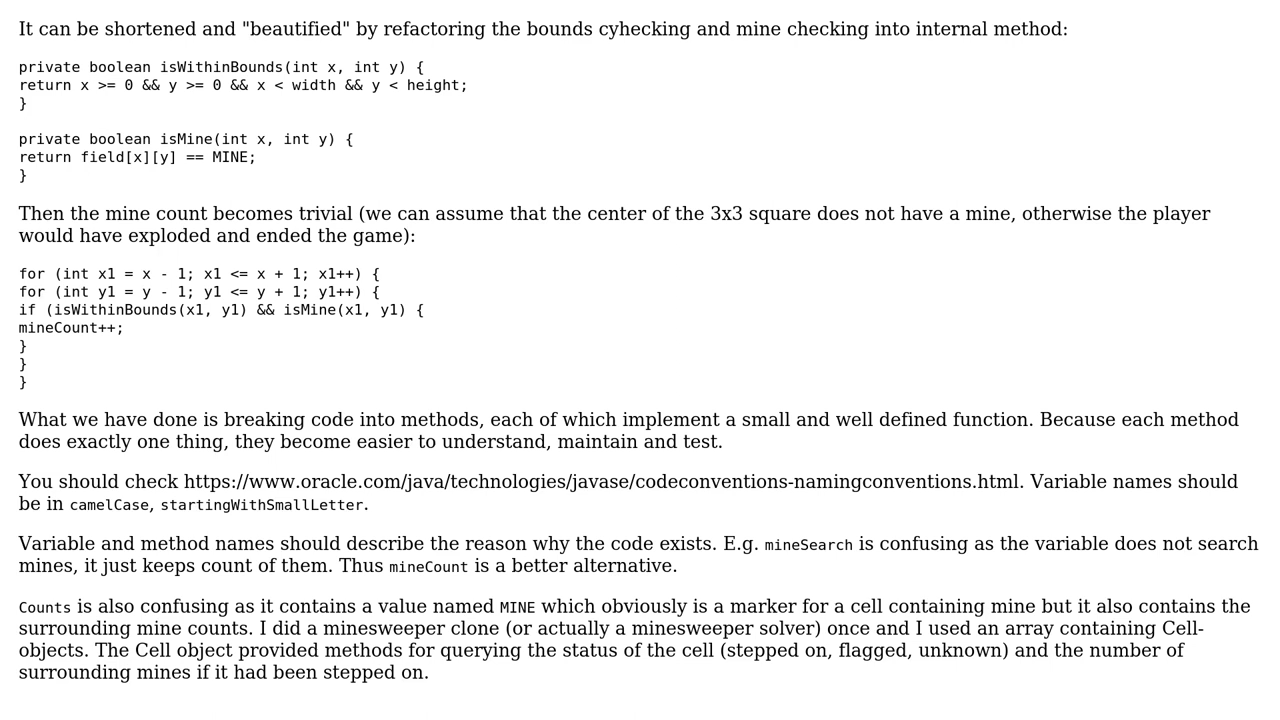 It can be shortened and "beautified" by refactoring the bounds cyhecking and mine checking into internal method:
private boolean isWithinBounds(int x, int y) {
return x >= 0 && y >= 0 && x < width && y < height;
}
private boolean isMine(int x, int y) {
return field[x][y] == MINE;
}
Then the mine count becomes trivial (we can assume that the center of the 3x3 square does not have a mine, otherwise the player
would have exploded and ended the game):
for (int x1 = x - 1; x1 <= x + 1; x1++) {
for (int y1 = y - 1; y1 <= y + 1; y1++) {
if (isWithinBounds(x1, y1) && isMine(x1, y1) {
mineCount++;
}
}
}
What we have done is breaking code into methods, each of which implement a small and well defined function. Because each method
does exactly one thing, they become easier to understand, maintain and test.
You should check https://www.oracle.com/java/technologies/javase/codeconventions-namingconventions.html. Variable names should
be in camelCase, startingWithSmallLetter.
Variable and method names should describe the reason why the code exists. E.g. mineSearch is confusing as the variable does not search
mines, it just keeps count of them. Thus mineCount is a better alternative.
Counts is also confusing as it contains a value named MINE which obviously is a marker for a cell containing mine but it also contains the
surrounding mine counts. I did a minesweeper clone (or actually a minesweeper solver) once and I used an array containing Cell-
objects. The Cell object provided methods for querying the status of the cell (stepped on, flagged, unknown) and the number of
surrounding mines if it had been stepped on.